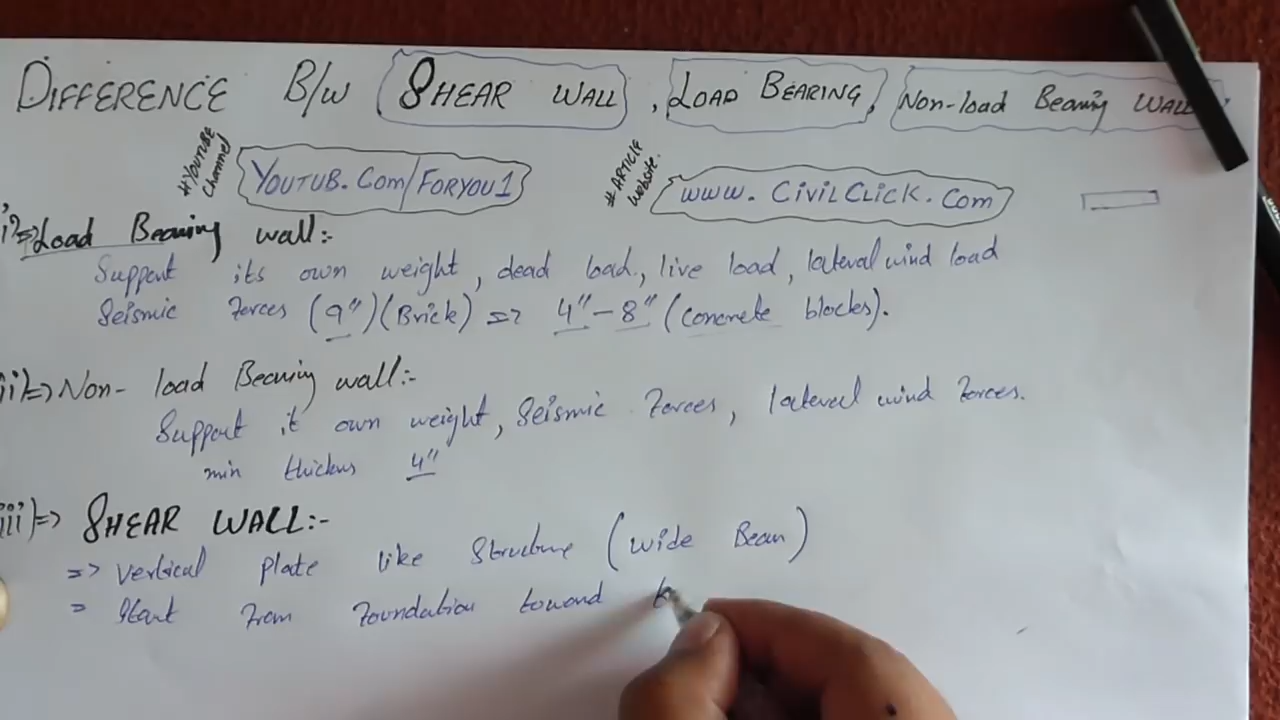 DIFFERENCE B/W SHEAR WALL, LOAD BEARING, Non-load Bearing WALL
#YOUTUBE Channel
YOUTUB.Com/FORYOU1
#ARTICLE website.
www.CIVILCLICK.Com
i)=> Load Bearing wall:-
Support its own weight, dead load, live load, lateral wind load
Seismic Forces (9")(Brick) => 4"-8" (concrete blocks).
ii)=> Non-load Bearing wall:-
Support it own weight, Seismic Forces, lateral wind Forces.
min thickns 4"
iii)=> SHEAR WALL:-
=> Vertical Plate like Structure (Wide Beam)
= Start From Foundation toward